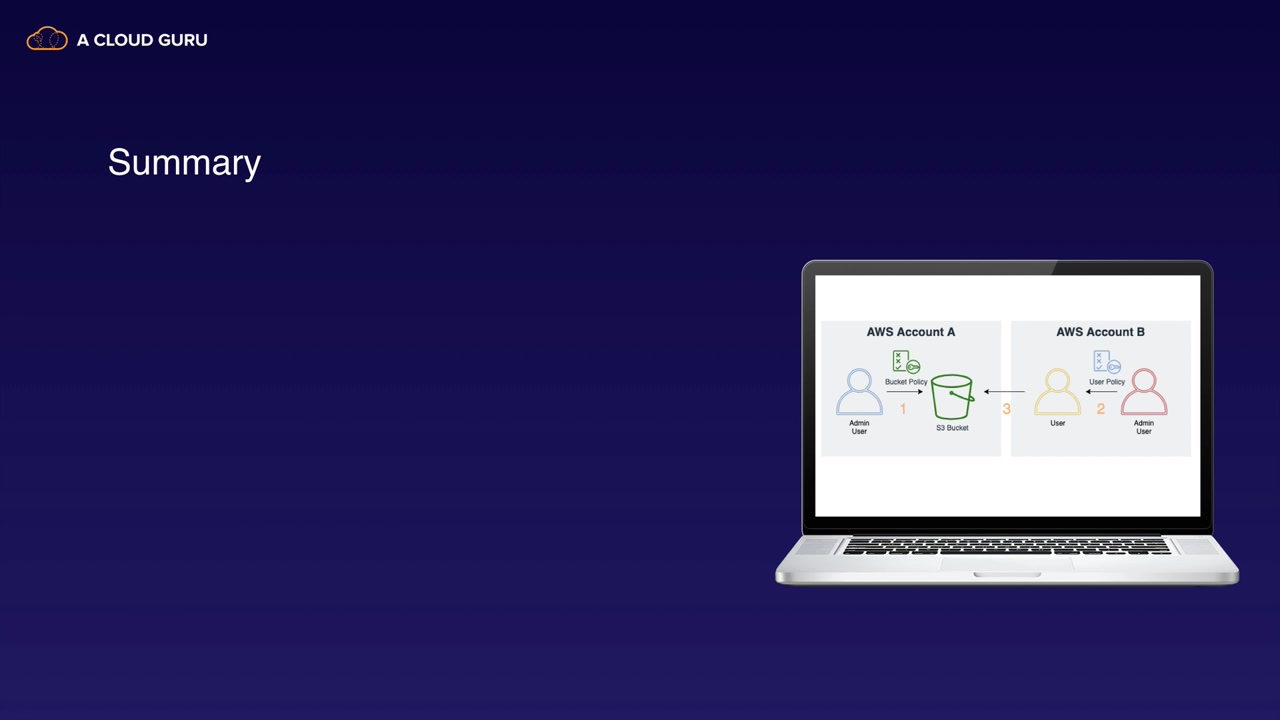 A CLOUD GURU
Summary
AWS Account A
Bucket Policy
1
Admin
User
S3 Bucket
3
AWS Account B
User Policy
2
User
Admin
User